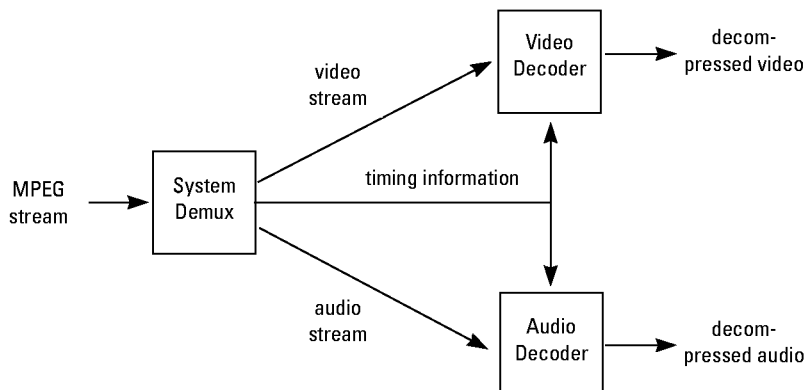 Video
Decoder
decom-
pressed video
video
stream
timing information
MPEG
stream
System
Demux
audio
stream
Audio
Decoder
decom-
pressed audio